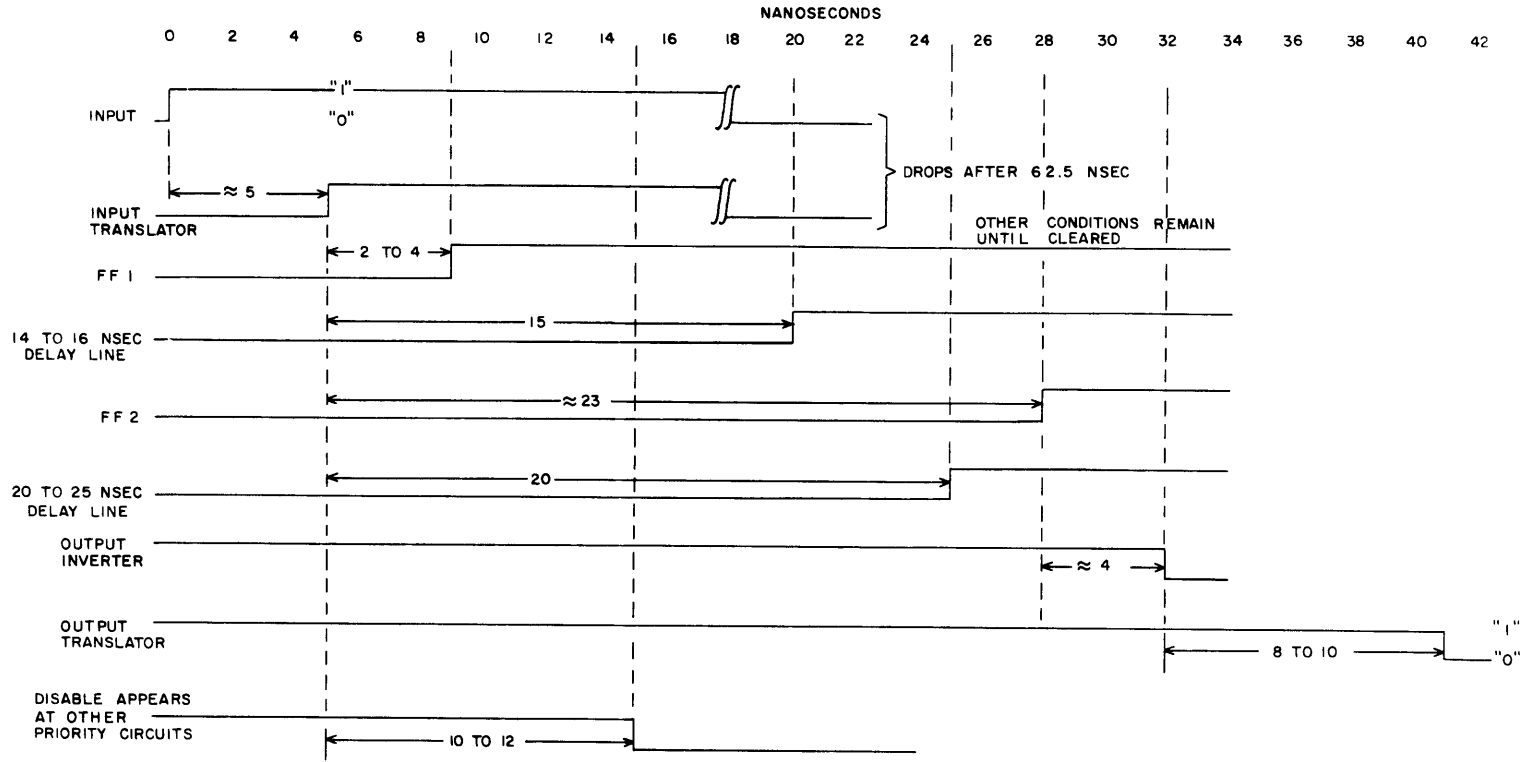 NANOSECONDS
0 2 4 6 8 10 12 14 16 18 20 22 24 26 28 30 32 34 36 38 40 42
"1"
INPUT
"0"
DROPS AFTER 62.5 NSEC
≈ 5
INPUT
TRANSLATOR
OTHER CONDITIONS REMAIN
UNTIL CLEARED
2 TO 4
FF 1
15
14 TO 16 NSEC
DELAY LINE
≈ 23
FF 2
20
20 TO 25 NSEC
DELAY LINE
OUTPUT
INVERTER
≈ 4
OUTPUT
TRANSLATOR
"1"
"0"
8 TO 10
DISABLE APPEARS
AT OTHER
PRIORITY CIRCUITS
10 TO 12